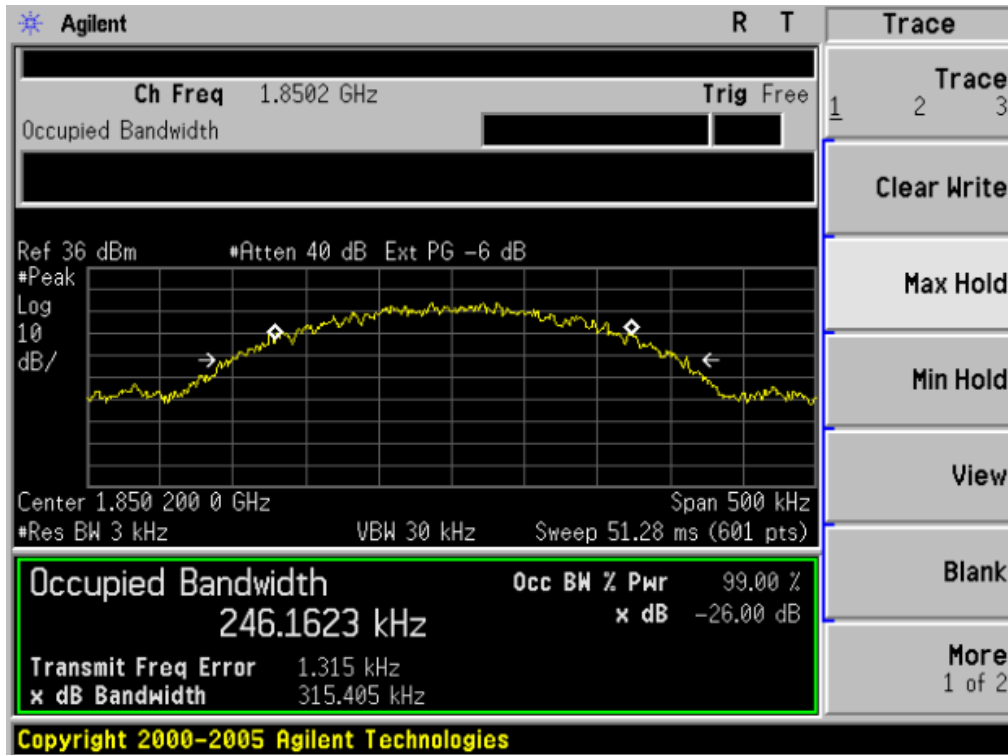 Agilent R T Trace
Ch Freq 1.8502 GHz Trig Free
Occupied Bandwidth
Trace
1 2 3
Clear Write
Max Hold
Min Hold
View
Blank
More
1 of 2
Ref 36 dBm #Atten 40 dB Ext PG -6 dB
#Peak
Log
10
dB/
Center 1.850 200 0 GHz Span 500 kHz
#Res BW 3 kHz VBW 30 kHz Sweep 51.28 ms (601 pts)
Occupied Bandwidth Occ BW % Pwr 99.00 %
246.1623 kHz x dB -26.00 dB
Transmit Freq Error 1.315 kHz
x dB Bandwidth 315.405 kHz
Copyright 2000-2005 Agilent Technologies